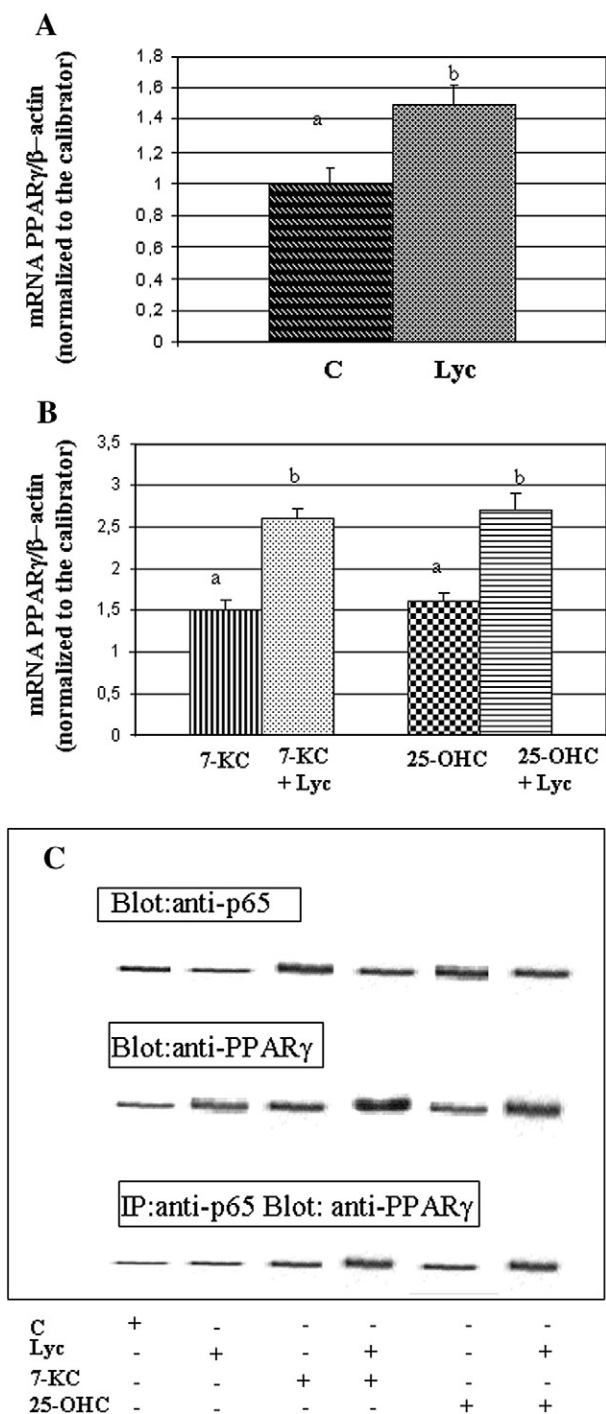 A
mRNA PPARγ/β–actin
(normalized to the calibrator)
1,8
1,6
1,4
1,2
1
0,8
0,6
0,4
0,2
0
a
b
C
Lyc
B
mRNA PPARγ/β–actin
(normalized to the calibrator)
3,5
3
2,5
2
1,5
1
0,5
0
a
b
a
b
7-KC
7-KC
+ Lyc
25-OHC
25-OHC
+ Lyc
C
Blot:anti-p65
Blot:anti-PPARγ
IP:anti-p65 Blot: anti-PPARγ
C + - - - - -
Lyc - + - + - +
7-KC - - + + - -
25-OHC - - - - + +